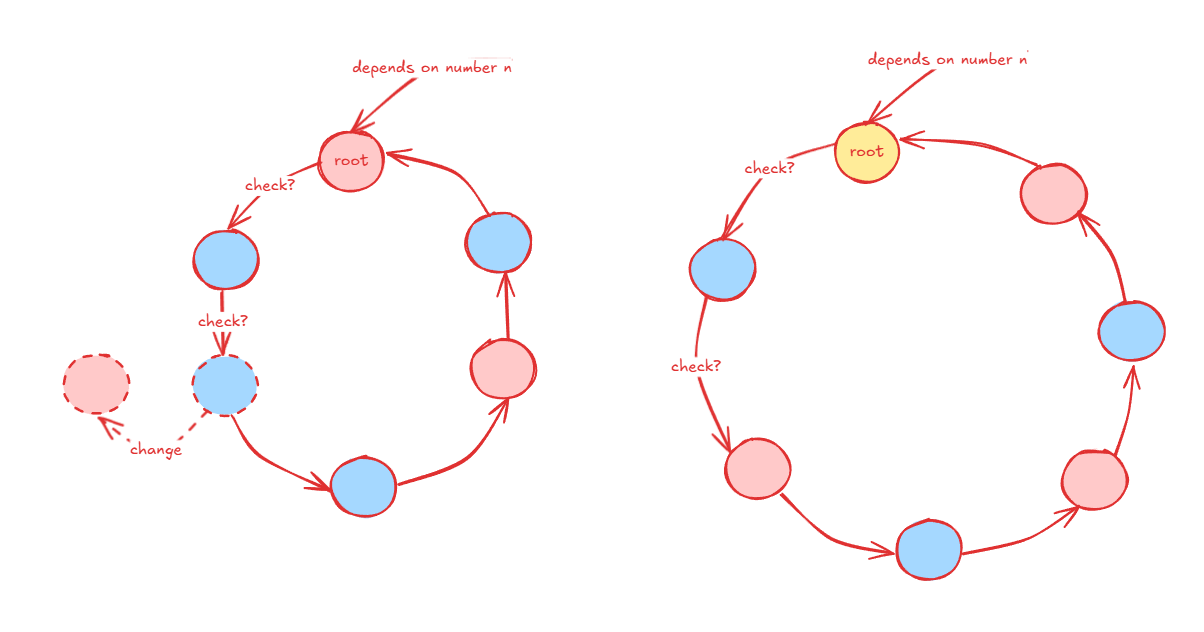 depends on number n
root
check?
check?
change
depends on number n
root
check?
check?